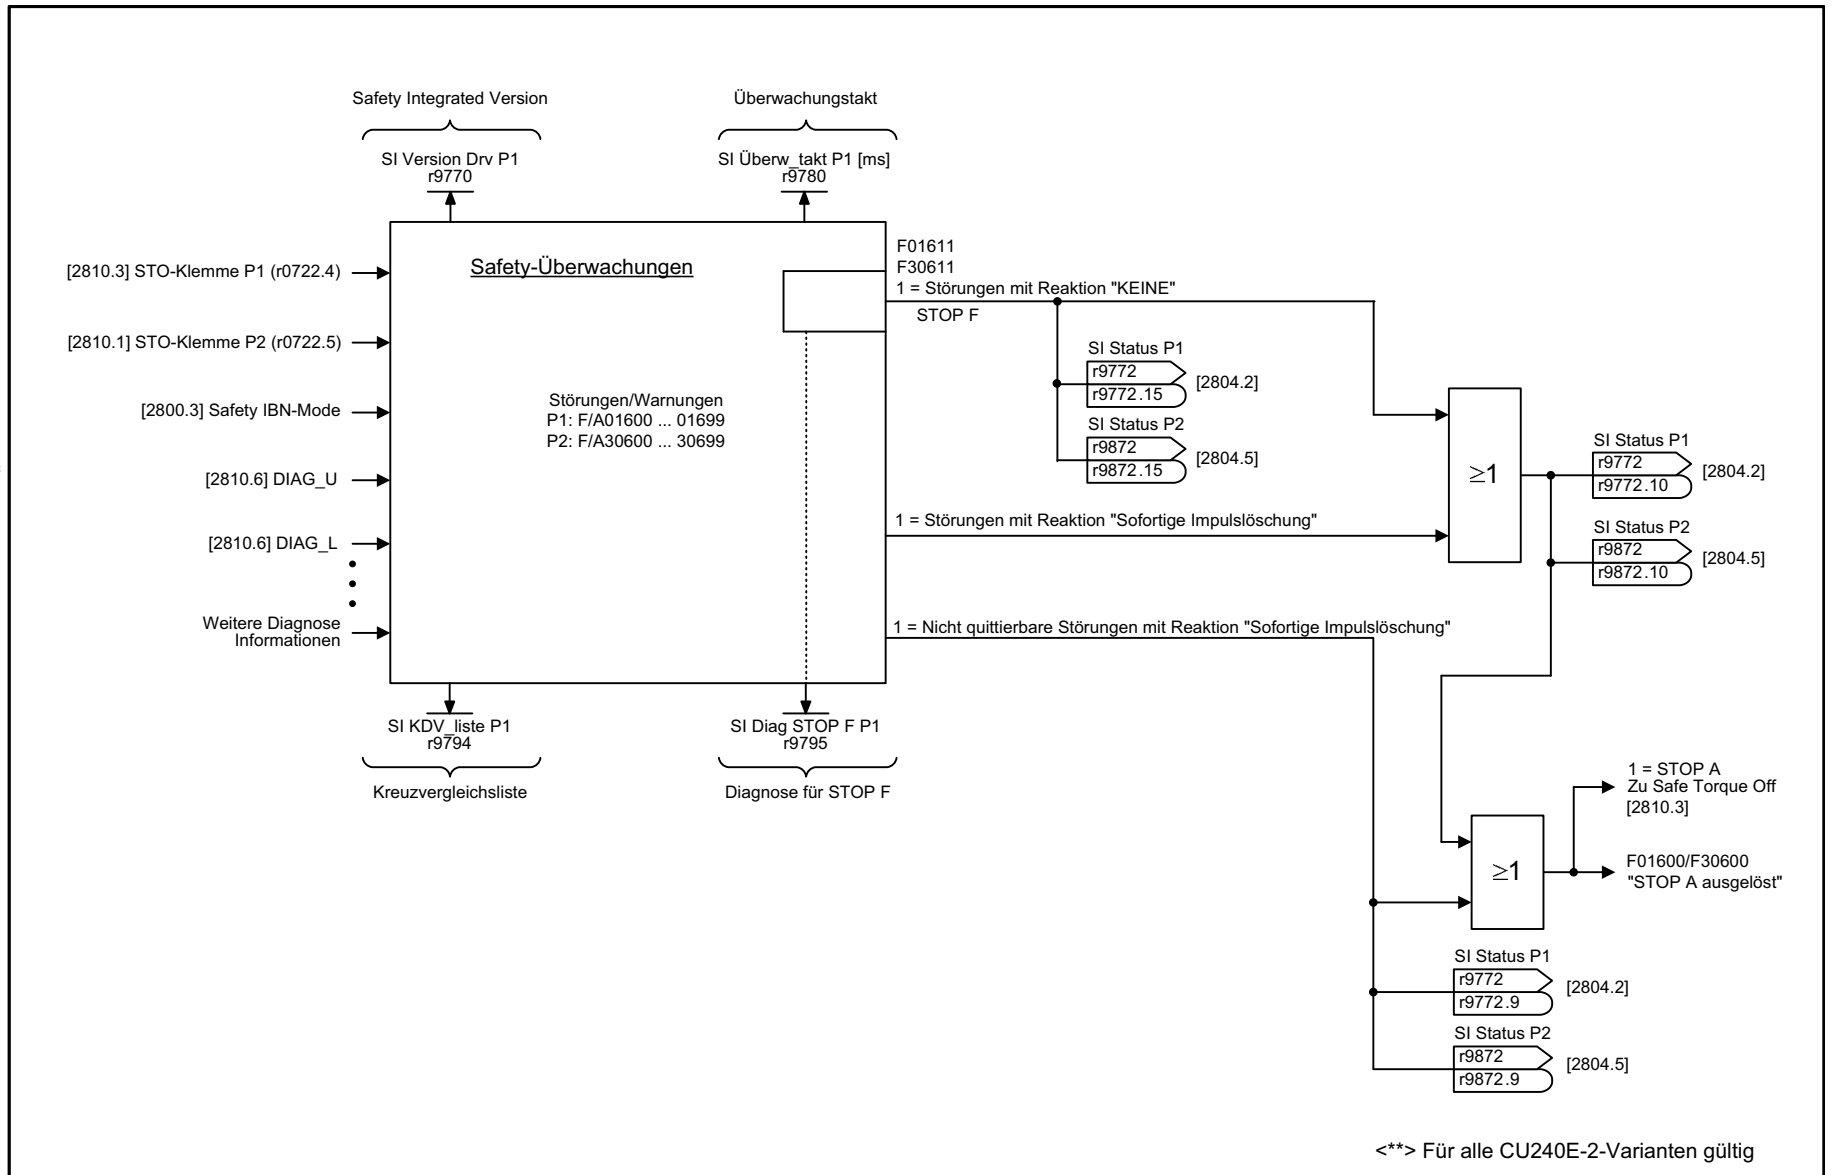 Safety Integrated Version
Überwachungstakt
SI Version Drv P1
r9770
SI Überw_takt P1 [ms]
r9780
[2810.3] STO-Klemme P1 (r0722.4)
[2810.1] STO-Klemme P2 (r0722.5)
[2800.3] Safety IBN-Mode
[2810.6] DIAG_U
[2810.6] DIAG_L
Weitere Diagnose
Informationen
Safety-Überwachungen
Störungen/Warnungen
P1: F/A01600 ... 01699
P2: F/A30600 ... 30699
F01611
F30611
1 = Störungen mit Reaktion "KEINE"
STOP F
SI Status P1
r9772
r9772.15
[2804.2]
SI Status P2
r9872
r9872.15
[2804.5]
1 = Störungen mit Reaktion "Sofortige Impulslöschung"
≥1
SI Status P1
r9772
r9772.10
[2804.2]
SI Status P2
r9872
r9872.10
[2804.5]
1 = Nicht quittierbare Störungen mit Reaktion "Sofortige Impulslöschung"
SI KDV_liste P1
r9794
Kreuzvergleichsliste
SI Diag STOP F P1
r9795
Diagnose für STOP F
≥1
1 = STOP A
Zu Safe Torque Off
[2810.3]
F01600/F30600
"STOP A ausgelöst"
SI Status P1
r9772
r9772.9
[2804.2]
SI Status P2
r9872
r9872.9
[2804.5]
<**> Für alle CU240E-2-Varianten gültig